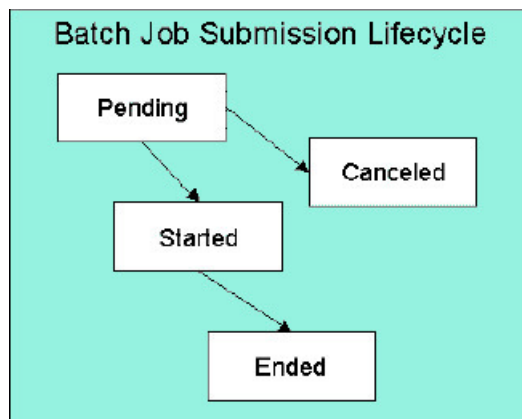 Batch Job Submission Lifecycle
Pending
Canceled
Started
Ended